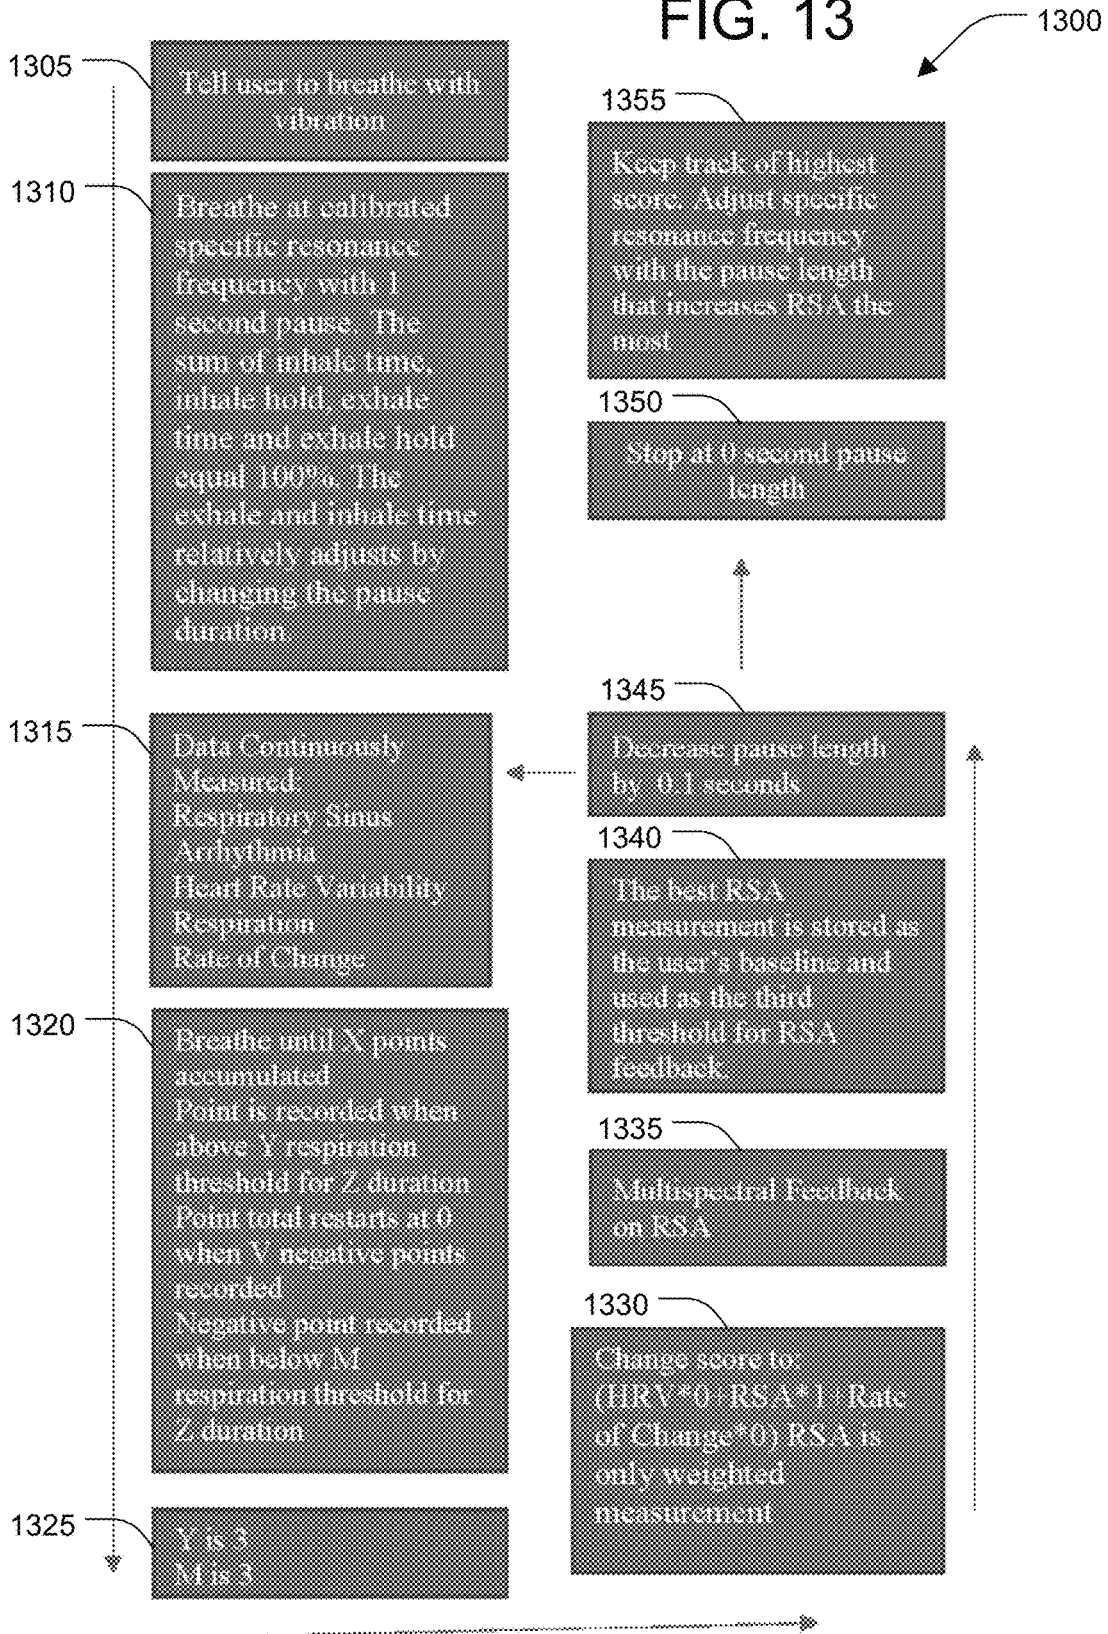 FIG. 13
1300
1305
Tell user to breathe with
vibration
1310
Breathe at calibrated
specific resonance
frequency with 1
second pause. The
sum of inhale time,
inhale hold, exhale
time and exhale hold
equal 100%. The
exhale and inhale time
relatively adjusts by
changing the pause
duration.
1315
Data Continuously
Measured:
Respiratory Sinus
Arrhythmia
Heart Rate Variability
Respiration
Rate of Change
1320
Breathe until X points
accumulated
Point is recorded when
above Y respiration
threshold for Z duration
Point total restarts at 0
when V negative points
recorded
Negative point recorded
when below M
respiration threshold for
Z duration
1325
Y is 3
M is 3
1330
Change score to:
(HRV*0+RSA*1+Rate
of Change*0) RSA is
only weighted
measurement
1335
Multispectral Feedback
on RSA
1340
The best RSA
measurement is stored as
the user's baseline and
used as the third
threshold for RSA
feedback.
1345
Decrease pause length
by 0.1 seconds
1350
Stop at 0 second pause
length
1355
Keep track of highest
score. Adjust specific
resonance frequency
with the pause length
that increases RSA the
most